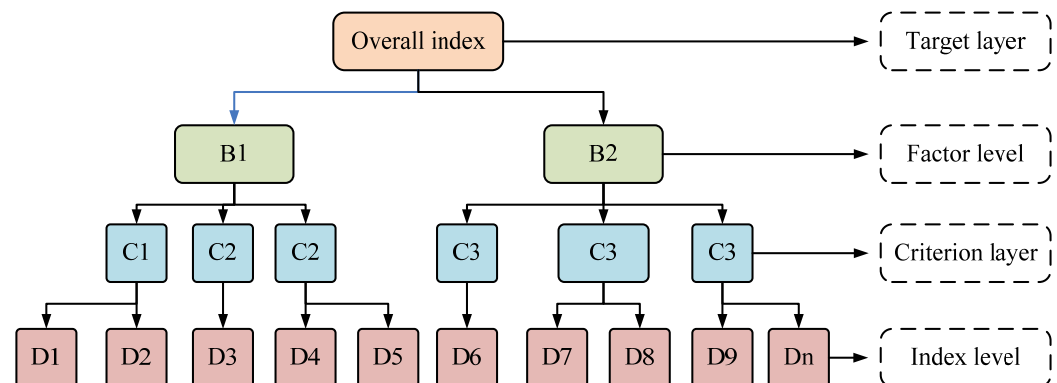 Overall index
Target layer
B1
B2
Factor level
C1
C2
C2
C3
C3
C3
Criterion layer
D1
D2
D3
D4
D5
D6
D7
D8
D9
Dn
Index level